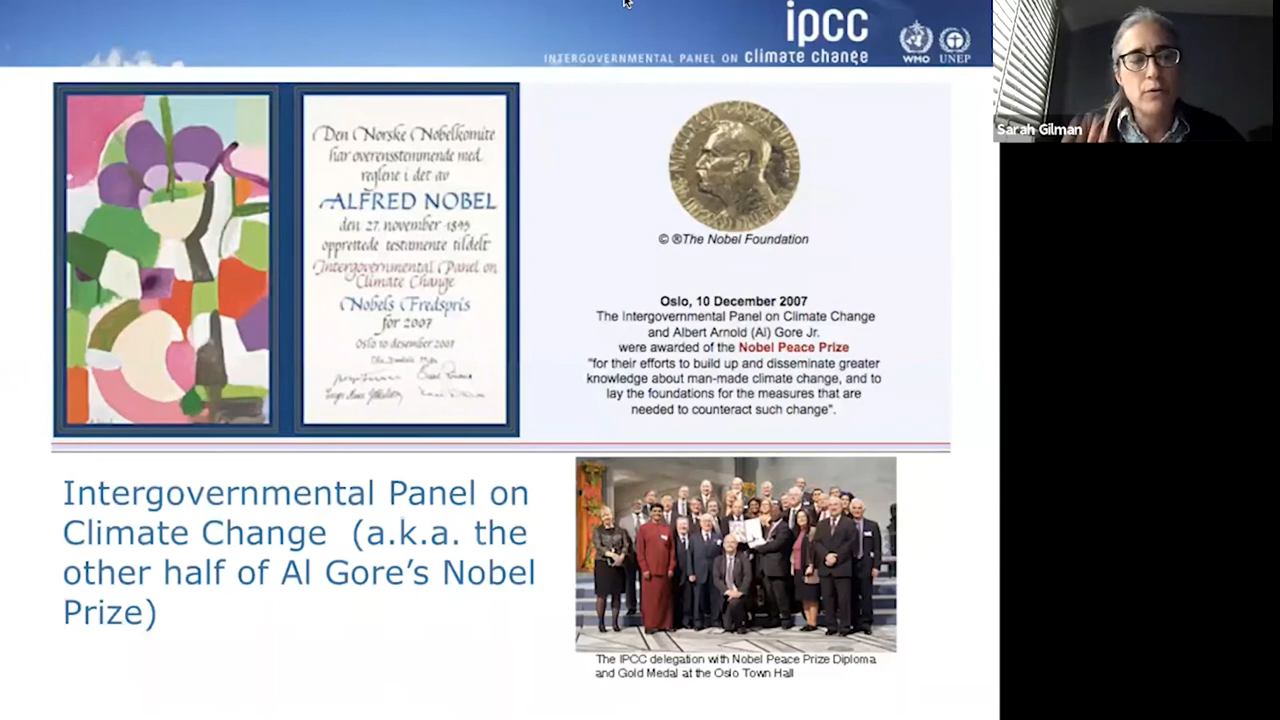 ipcc
INTERGOVERNMENTAL PANEL ON climate change
WMO
UNEP
Sarah Gilman
Den Norske Nobelkomite
har overensstemmende med
reglene i det av
ALFRED NOBEL
den 27. november 1895
opprettede testamente tildelt
Intergovernmental Panel on
Climate Change
Nobels Fredspris
for 2007
Oslo 10 desember 2007
© ®The Nobel Foundation
Oslo, 10 December 2007
The Intergovernmental Panel on Climate Change
and Albert Arnold (Al) Gore Jr.
were awarded of the Nobel Peace Prize
"for their efforts to build up and disseminate greater
knowledge about man-made climate change, and to
lay the foundations for the measures that are
needed to counteract such change".
Intergovernmental Panel on
Climate Change (a.k.a. the
other half of Al Gore's Nobel
Prize)
The IPCC delegation with Nobel Peace Prize Diploma
and Gold Medal at the Oslo Town Hall